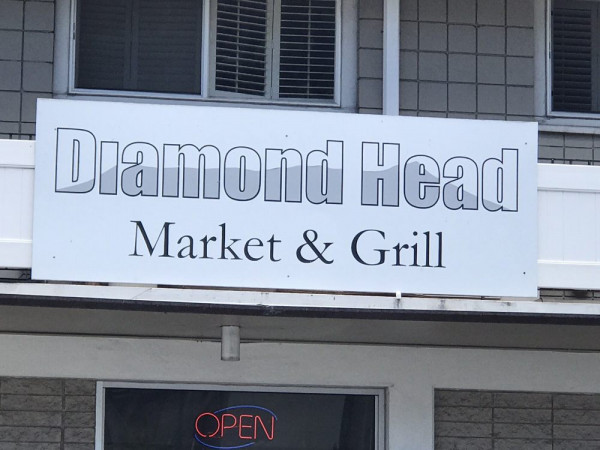 Diamond Head
Market & Grill
OPEN